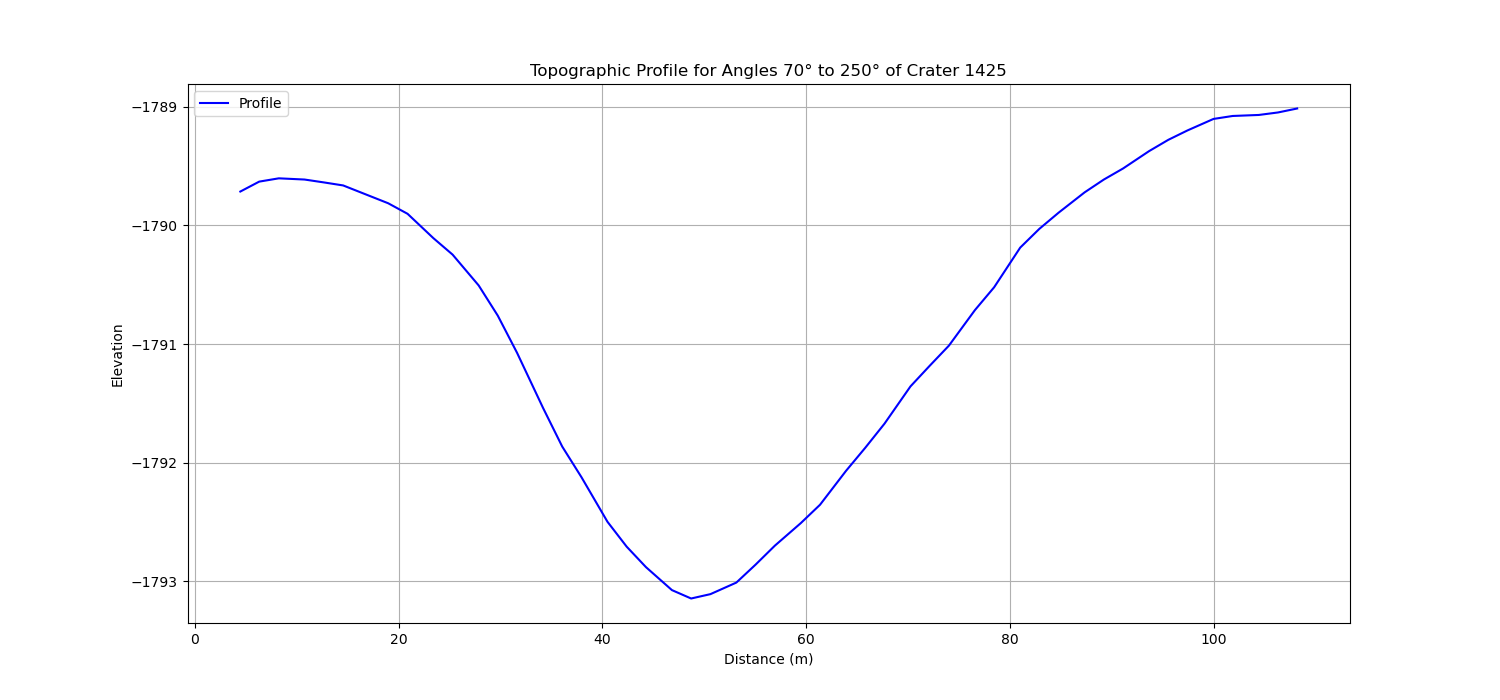 Topographic Profile for Angles 70° to 250° of Crater 1425
Profile
−1789
−1790
−1791
−1792
−1793
Elevation
0 20 40 60 80 100
Distance (m)